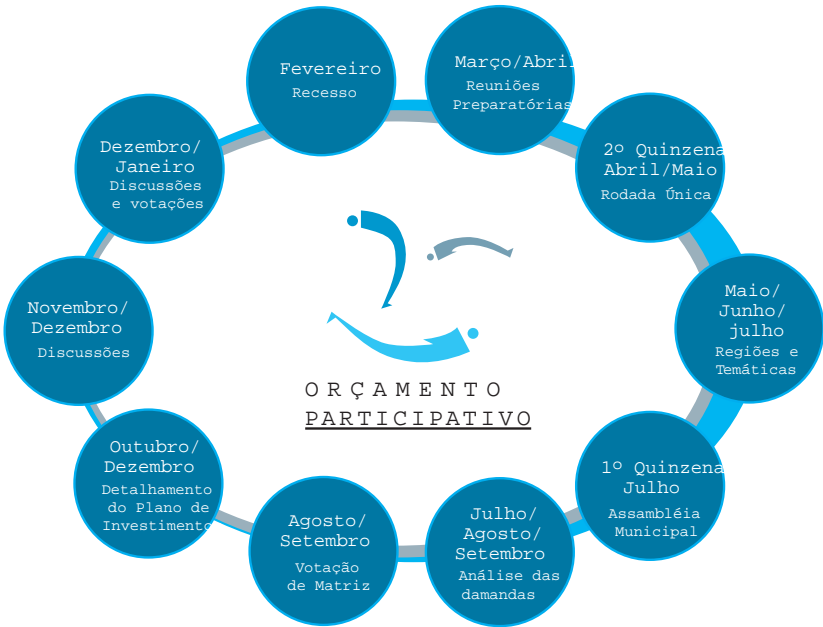 Fevereiro
Recesso
Março/Abril
Reuniões
Preparatórias
2º Quinzena
Abril/Maio
Rodada Única
Maio/
Junho/
julho
Regiões e
Temáticas
1º Quinzena
Julho
Assambléia
Municipal
Julho/
Agosto/
Setembro
Análise das
damandas
Agosto/
Setembro
Votação
de Matriz
Outubro/
Dezembro
Detalhamento
do Plano de
Investimento
Novembro/
Dezembro
Discussões
Dezembro/
Janeiro
Discussões
e votações
ORÇAMENTO
PARTICIPATIVO